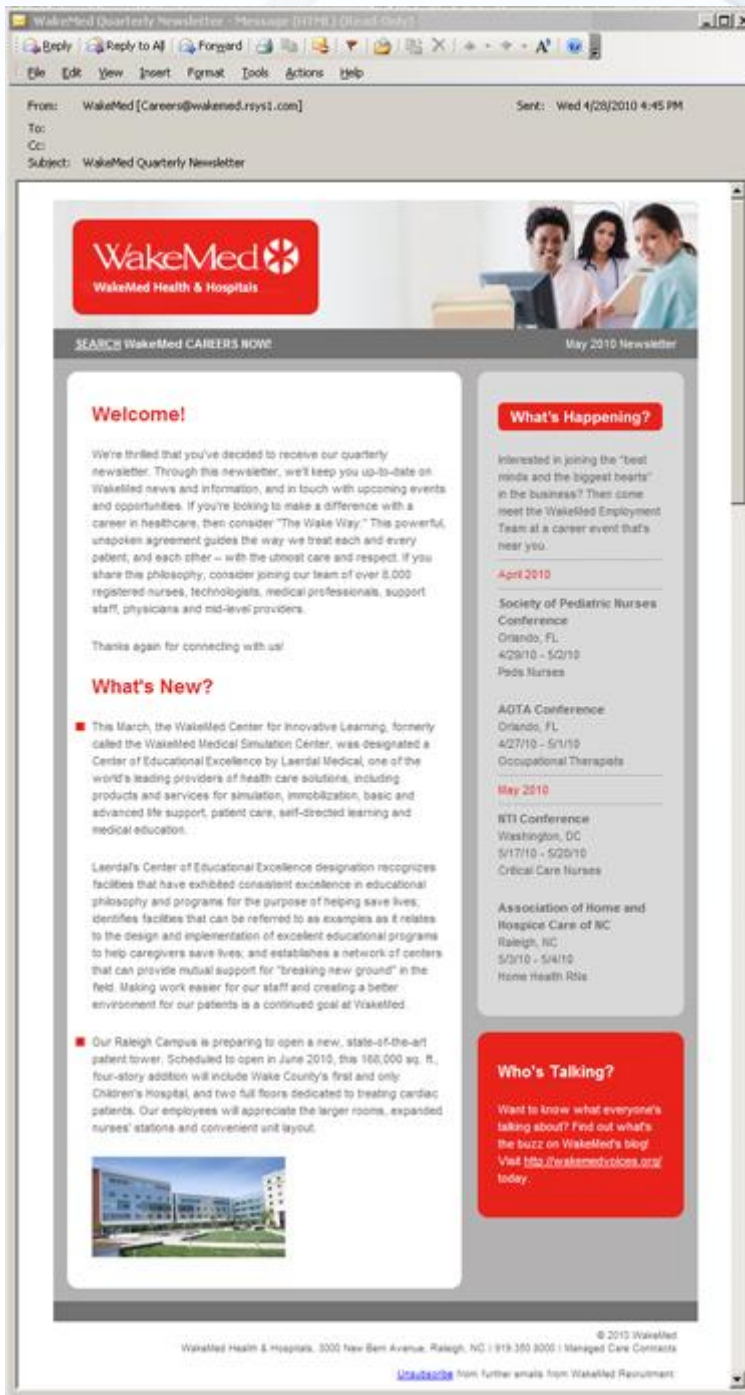 WakeMed Quarterly Newsletter - Message (HTML) (Read-Only)
Reply Reply to All Forward
File Edit View Insert Format Tools Actions Help
From: WakeMed [Careers@wakemed.rsys1.com] Sent: Wed 4/28/2010 4:45 PM
To:
Cc:
Subject: WakeMed Quarterly Newsletter
WakeMed
WakeMed Health & Hospitals
SEARCH WakeMed CAREERS NOW! May 2010 Newsletter
Welcome!
We're thrilled that you've decided to receive our quarterly
newsletter. Through this newsletter, we'll keep you up-to-date on
WakeMed news and information, and in touch with upcoming events
and opportunities. If you're looking to make a difference with a
career in healthcare, then consider "The Wake Way." This powerful,
unspoken agreement guides the way we treat each and every
patient, and each other – with the utmost care and respect. If you
share this philosophy, consider joining our team of over 8,000
registered nurses, technologists, medical professionals, support
staff, physicians and mid-level providers.
Thanks again for connecting with us!
What's New?
This March, the WakeMed Center for Innovative Learning, formerly
called the WakeMed Medical Simulation Center, was designated a
Center of Educational Excellence by Laerdal Medical, one of the
world's leading providers of health care solutions, including
products and services for simulation, immobilization, basic and
advanced life support, patient care, self-directed learning and
medical education.
Laerdal's Center of Educational Excellence designation recognizes
facilities that have exhibited consistent excellence in educational
philosophy and programs for the purpose of helping save lives;
identifies facilities that can be referred to as examples as it relates
to the design and implementation of excellent educational programs
to help caregivers save lives; and establishes a network of centers
that can provide mutual support for "breaking new ground" in the
field. Making work easier for our staff and creating a better
environment for our patients is a continued goal at WakeMed.
Our Raleigh Campus is preparing to open a new, state-of-the-art
patient tower. Scheduled to open in June 2010, this 168,000 sq. ft.,
four-story addition will include Wake County's first and only
Children's Hospital, and two full floors dedicated to treating cardiac
patients. Our employees will appreciate the larger rooms, expanded
nurses' stations and convenient unit layout.
What's Happening?
Interested in joining the "best
minds and the biggest hearts"
in the business? Then come
meet the WakeMed Employment
Team at a career event that's
near you.
April 2010
Society of Pediatric Nurses
Conference
Orlando, FL
4/29/10 - 5/2/10
Peds Nurses
AOTA Conference
Orlando, FL
4/27/10 - 5/1/10
Occupational Therapists
May 2010
NTI Conference
Washington, DC
5/17/10 - 5/20/10
Critical Care Nurses
Association of Home and
Hospice Care of NC
Raleigh, NC
5/3/10 - 5/4/10
Home Health RNs
Who's Talking?
Want to know what everyone's
talking about? Find out what's
the buzz on WakeMed's blog!
Visit http://wakemedvoices.org/
today.
© 2010 WakeMed
WakeMed Health & Hospitals, 3000 New Bern Avenue, Raleigh, NC | 919.350.8000 | Managed Care Contracts
Unsubscribe from further emails from WakeMed Recruitment